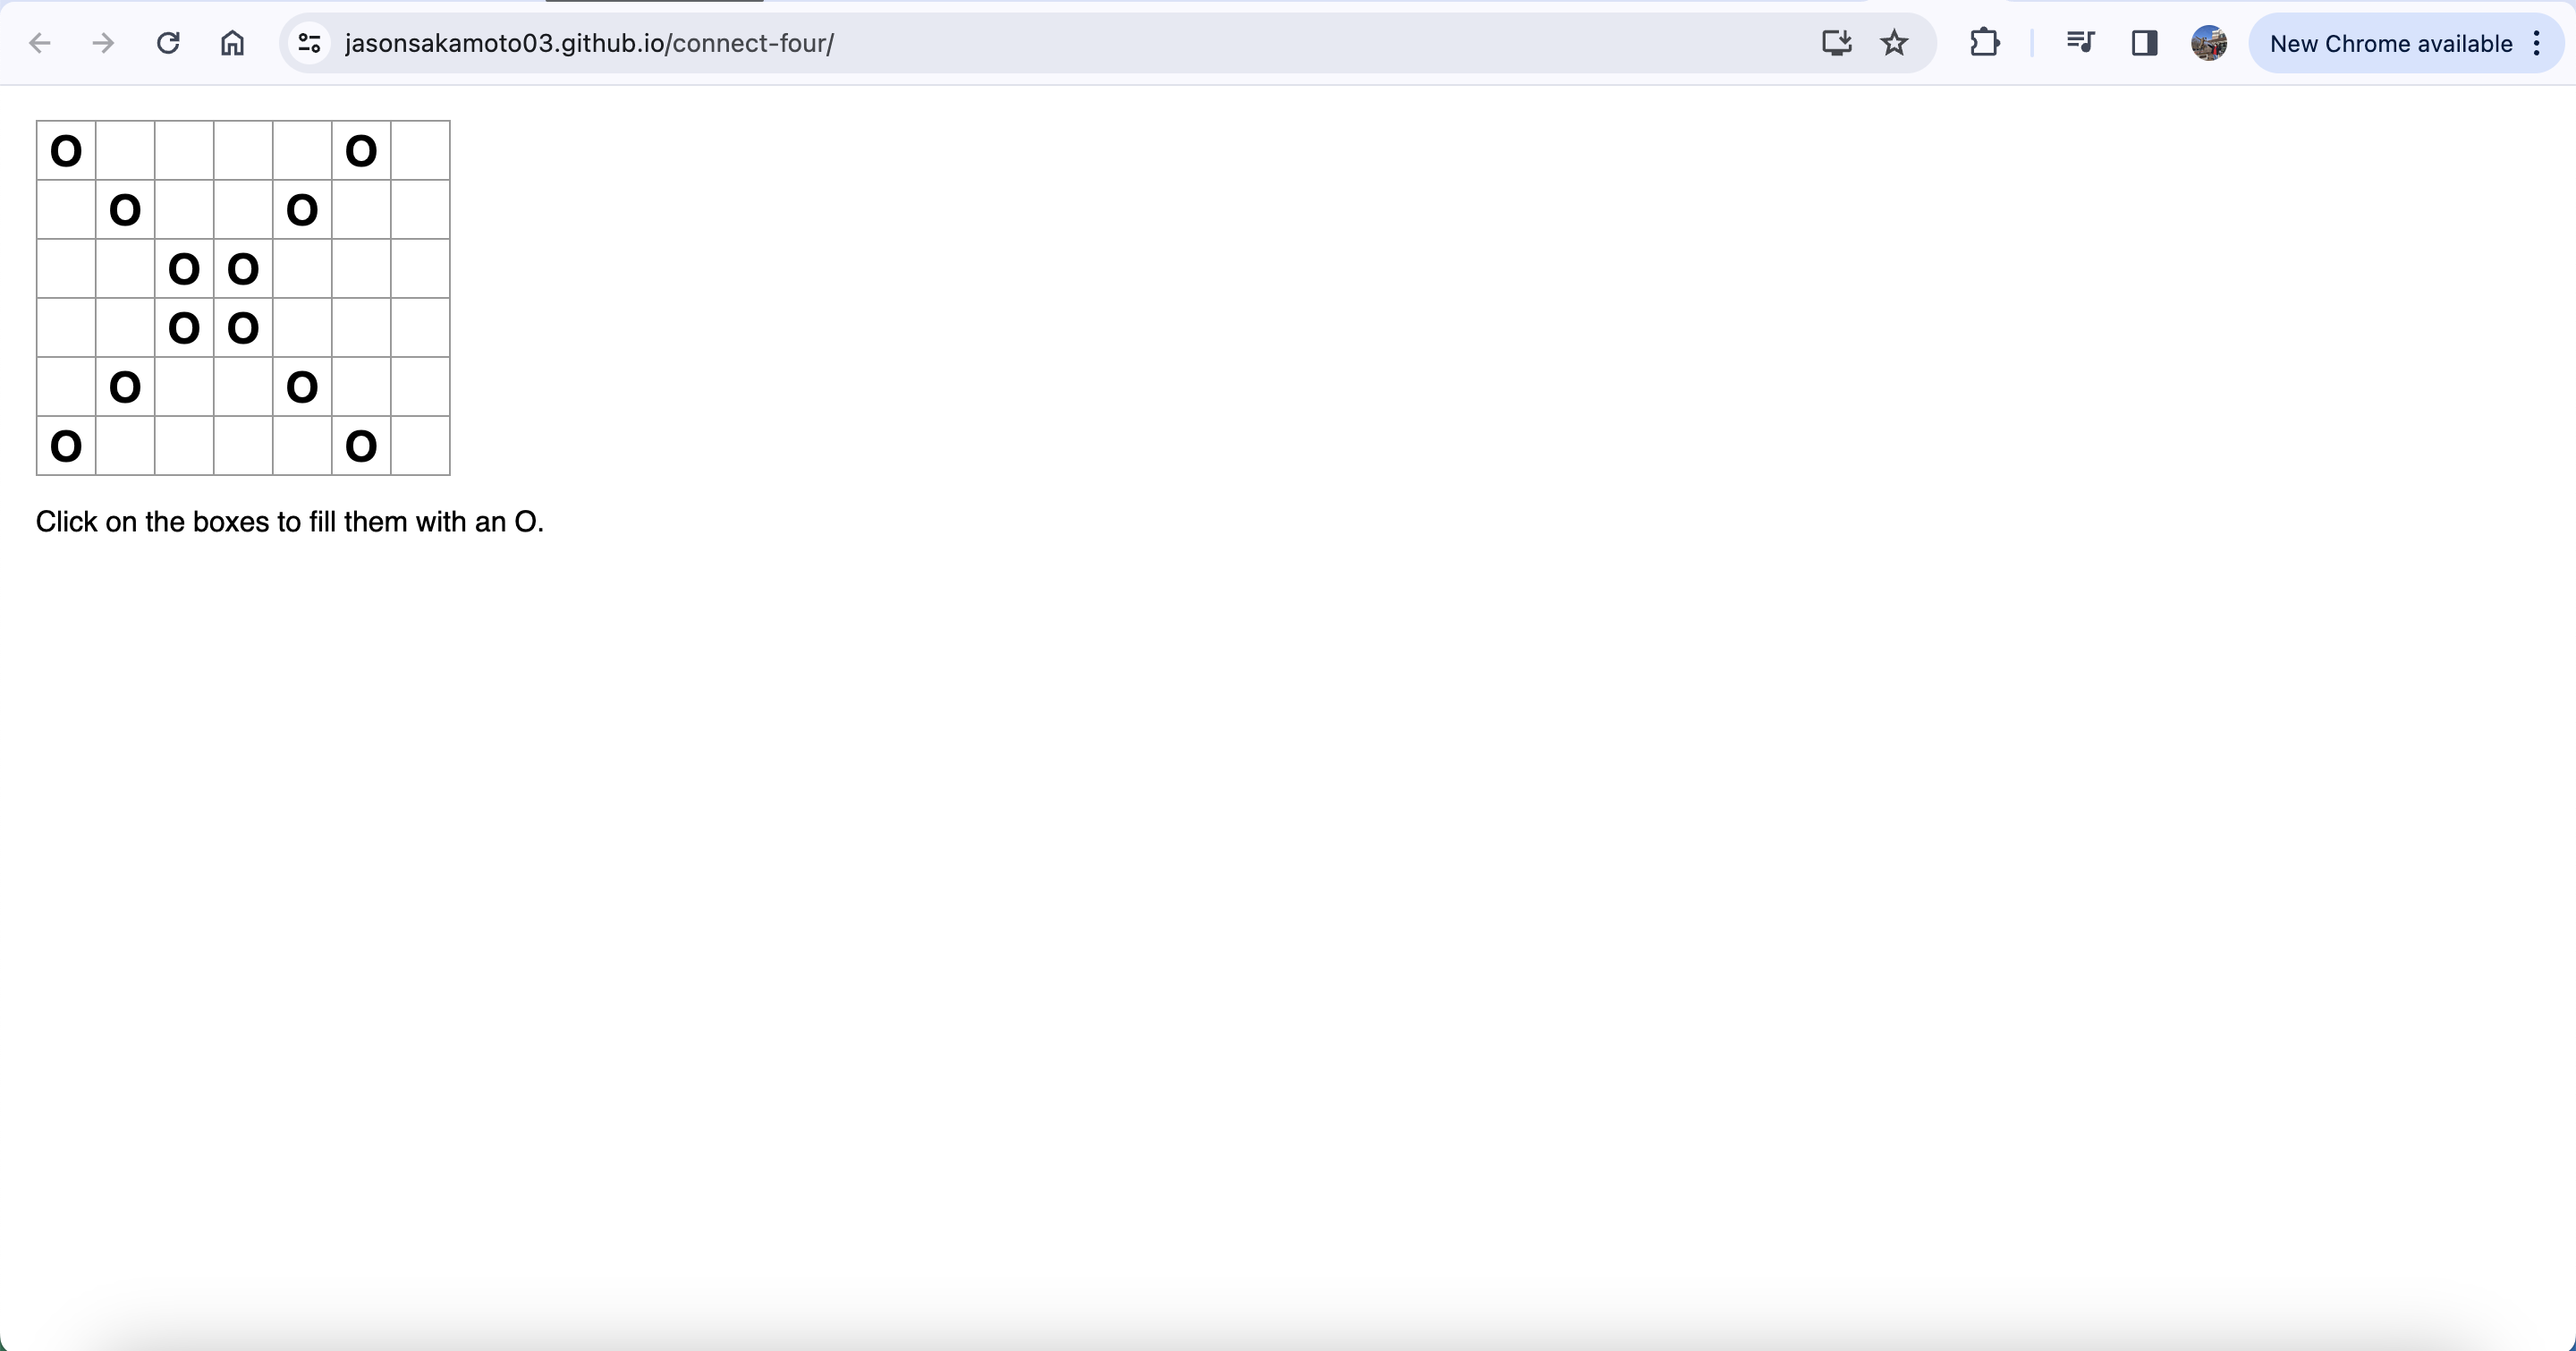 jasonsakamoto03.github.io/connect-four/ New Chrome available
O O
O O
O O
O O
O O
O O
Click on the boxes to fill them with an O.